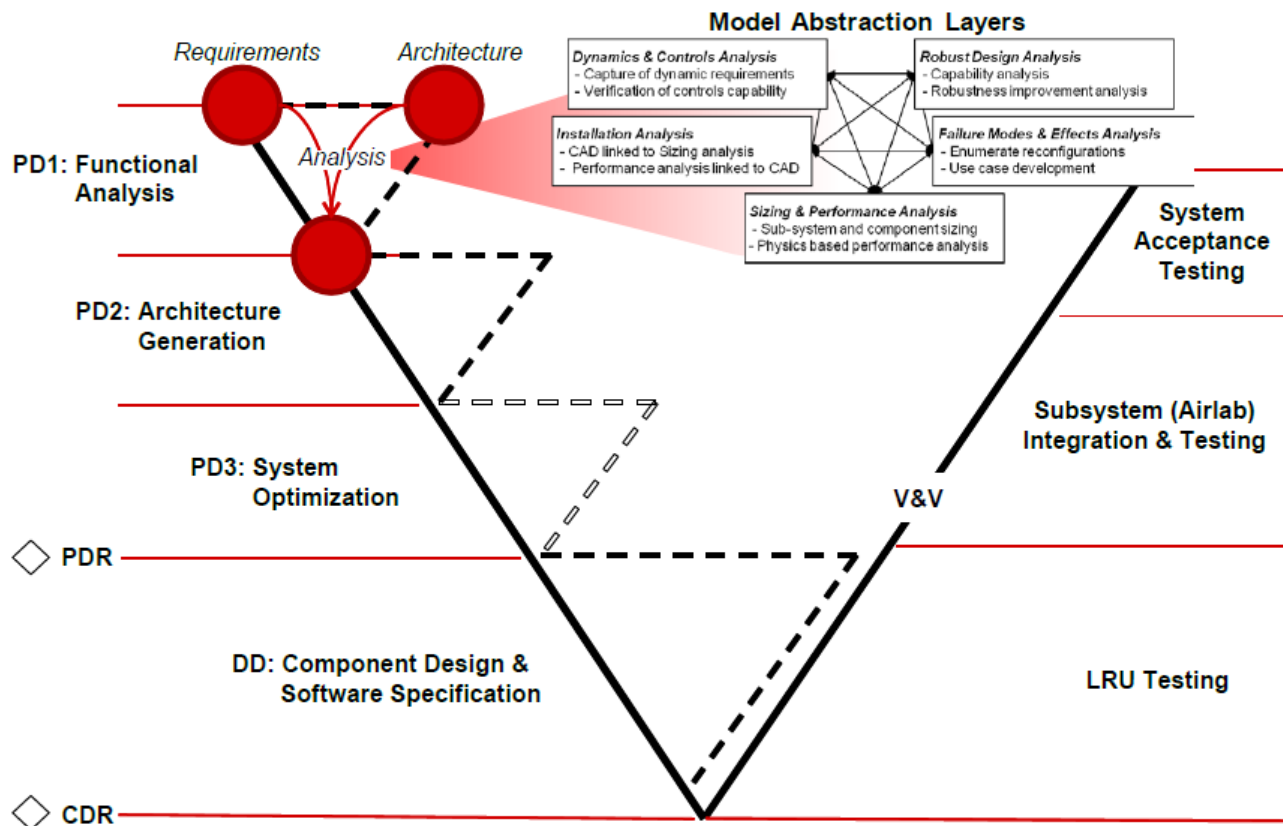 Model Abstraction Layers
Requirements
Architecture
Dynamics & Controls Analysis
- Capture of dynamic requirements
- Verification of controls capability
Robust Design Analysis
- Capability analysis
- Robustness improvement analysis
Installation Analysis
- CAD linked to Sizing analysis
- Performance analysis linked to CAD
Failure Modes & Effects Analysis
- Enumerate reconfigurations
- Use case development
Sizing & Performance Analysis
- Sub-system and component sizing
- Physics based performance analysis
Analysis
PD1: Functional
Analysis
System
Acceptance
Testing
PD2: Architecture
Generation
Subsystem (Airlab)
Integration & Testing
PD3: System
Optimization
V&V
PDR
DD: Component Design &
Software Specification
LRU Testing
CDR